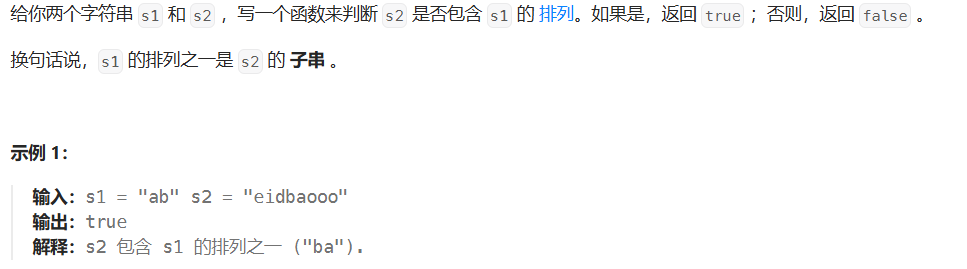 给你两个字符串 s1 和 s2 ，写一个函数来判断 s2 是否包含 s1 的 排列。如果是，返回 true ；否则，返回 false 。
换句话说，s1 的排列之一是 s2 的 子串 。
示例 1：
输入：s1 = "ab" s2 = "eidbaooo"
输出：true
解释：s2 包含 s1 的排列之一 ("ba").